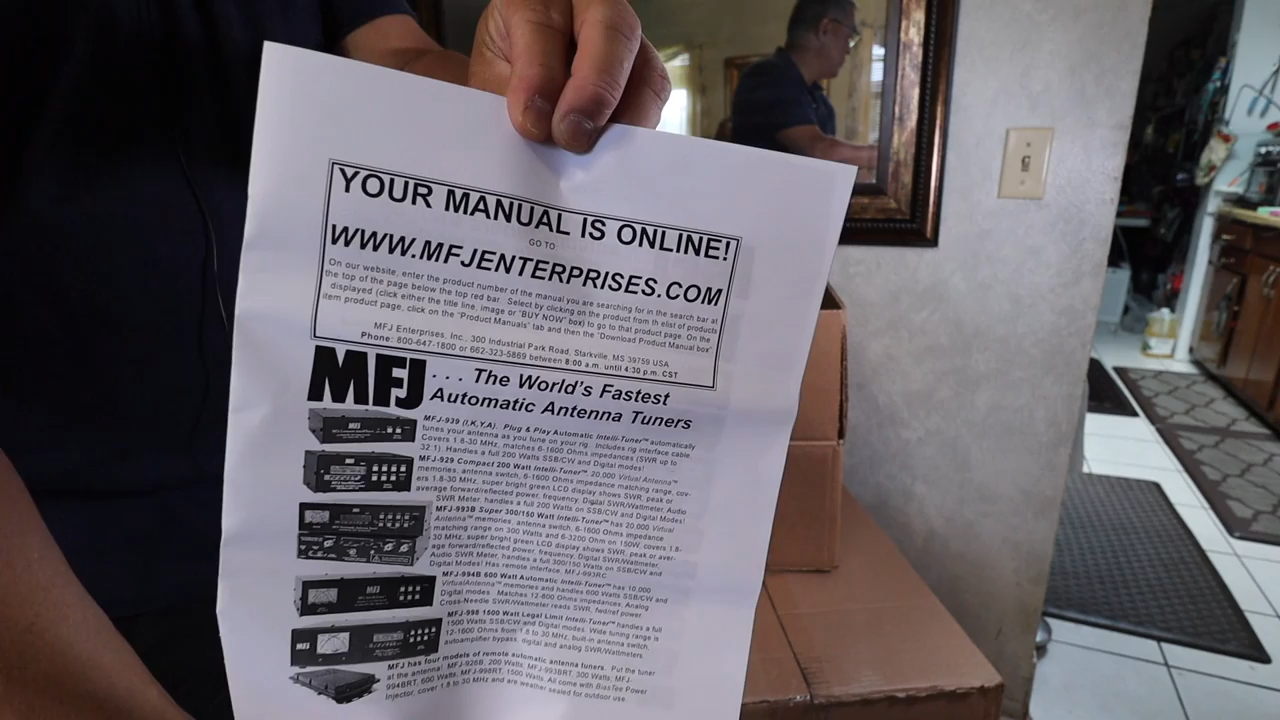 YOUR MANUAL IS ONLINE!
GO TO
WWW.MFJENTERPRISES.COM
On our website, enter the product number of the manual you are searching for in the search bar at
the top of the page below the top red bar. Select by clicking on the product from th elist of products
displayed (click either the title line, image or "BUY NOW" box) to go to that product page. On the
item product page, click on the "Product Manuals" tab and then the "Download Product Manual box"
MFJ Enterprises, Inc., 300 Industrial Park Road, Starkville, MS 39759 USA
Phone: 800-647-1800 or 662-323-5869 between 8:00 a.m. until 4:30 p.m. CST
MFJ . . . The World's Fastest
Automatic Antenna Tuners
MFJ-939 (I,K,Y,A). Plug & Play Automatic Intelli-Tuner™ automatically
tunes your antenna as you tune on your rig. Includes rig interface cable.
Covers 1.8-30 MHz, matches 6-1600 Ohms impedances (SWR up to
32:1). Handles a full 200 Watts SSB/CW and Digital modes!
MFJ-929 Compact 200 Watt Intelli-Tuner™ 20,000 Virtual Antenna™
memories, antenna switch, 6-1600 Ohms impedance matching range, cov-
ers 1.8-30 MHz, super bright green LCD display shows SWR, peak or
average forward/reflected power, frequency, Digital SWR/Wattmeter, Audio
SWR Meter, handles a full 200 Watts on SSB/CW and Digital Modes!
MFJ-993B Super 300/150 Watt Intelli-Tuner™ has 20,000 Virtual
Antenna™ memories, antenna switch, 6-1600 Ohms impedance
matching range on 300 Watts and 6-3200 Ohm on 150W, covers 1.8-
30 MHz, super bright green LCD display shows SWR, peak or aver-
age forward/reflected power, frequency, Digital SWR/Wattmeter,
Audio SWR Meter, handles a full 300/150 Watts on SSB/CW and
Digital Modes! Has remote interface, MFJ-993RC.
MFJ-994B 600 Watt Automatic Intelli-Tuner™ has 10,000
VirtualAntenna™ memories and handles 600 Watts SSB/CW and
Digital modes. Matches 12-800 Ohms impedances, Analog
Cross-Needle SWR/Wattmeter reads SWR, fwd/ref power.
MFJ-998 1500 Watt Legal Limit Intelli-Tuner™ handles a full
1500 Watts SSB/CW and Digital modes. Wide tuning range is
12-1600 Ohms from 1.8 to 30 MHz, built-in antenna switch,
autoamplifier bypass, digital and analog SWR/Wattmeters.
MFJ has four models of remote automatic antenna tuners. Put the tuner
at the antenna! MFJ-926B, 200 Watts, MFJ-993BRT, 300 Watts; MFJ-
994BRT, 600 Watts, MFJ-998RT, 1500 Watts. All come with BiasTee Power
Injector, cover 1.8 to 30 MHz and are weather sealed for outdoor use.